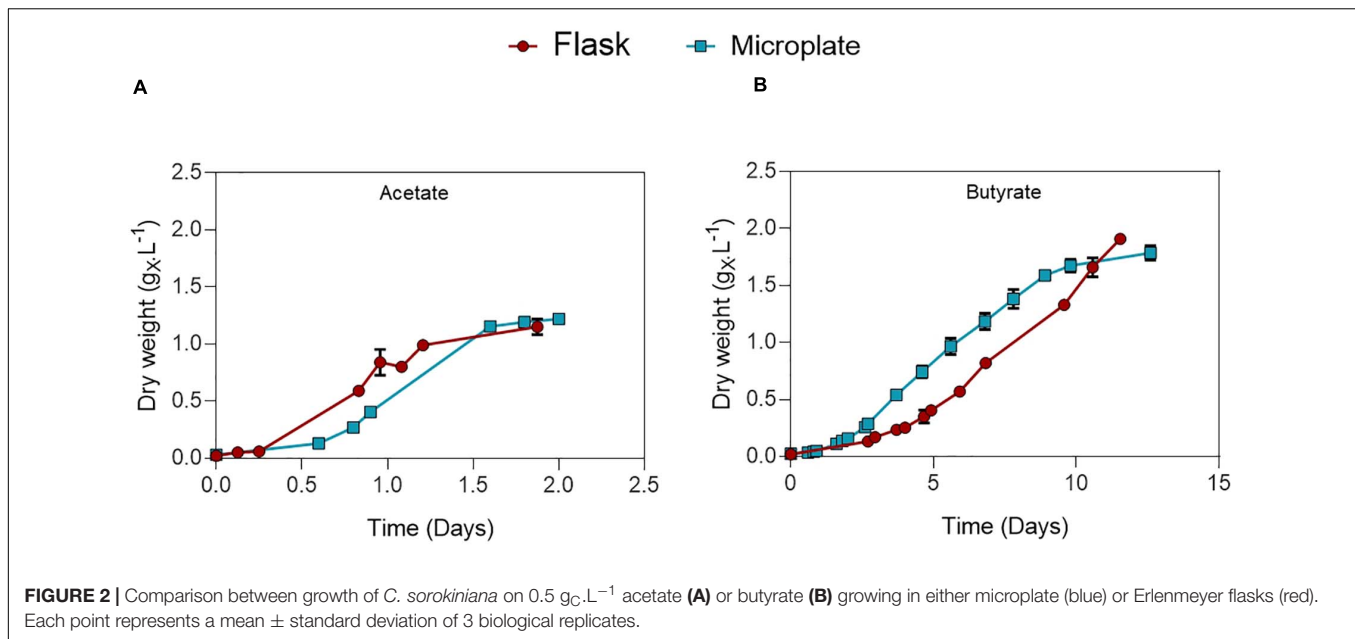 Flask Microplate
A
B
Acetate
Dry weight (gX.L-1)
2.5
2.0
1.5
1.0
0.5
0.0
0.0 0.5 1.0 1.5 2.0 2.5
Time (Days)
Butyrate
Dry weight (gX.L-1)
2.5
2.0
1.5
1.0
0.5
0.0
0 5 10 15
Time (Days)
FIGURE 2 | Comparison between growth of C. sorokiniana on 0.5 gC.L−1 acetate (A) or butyrate (B) growing in either microplate (blue) or Erlenmeyer flasks (red).
Each point represents a mean ± standard deviation of 3 biological replicates.